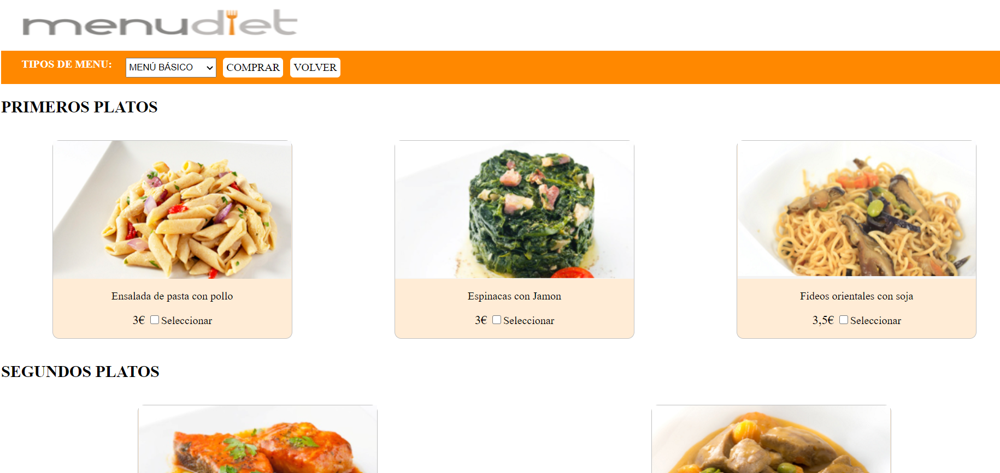 menudiet
TIPOS DE MENU: MENÚ BÁSICO COMPRAR VOLVER
PRIMEROS PLATOS
Ensalada de pasta con pollo
3€ Seleccionar
Espinacas con Jamon
3€ Seleccionar
Fideos orientales con soja
3,5€ Seleccionar
SEGUNDOS PLATOS